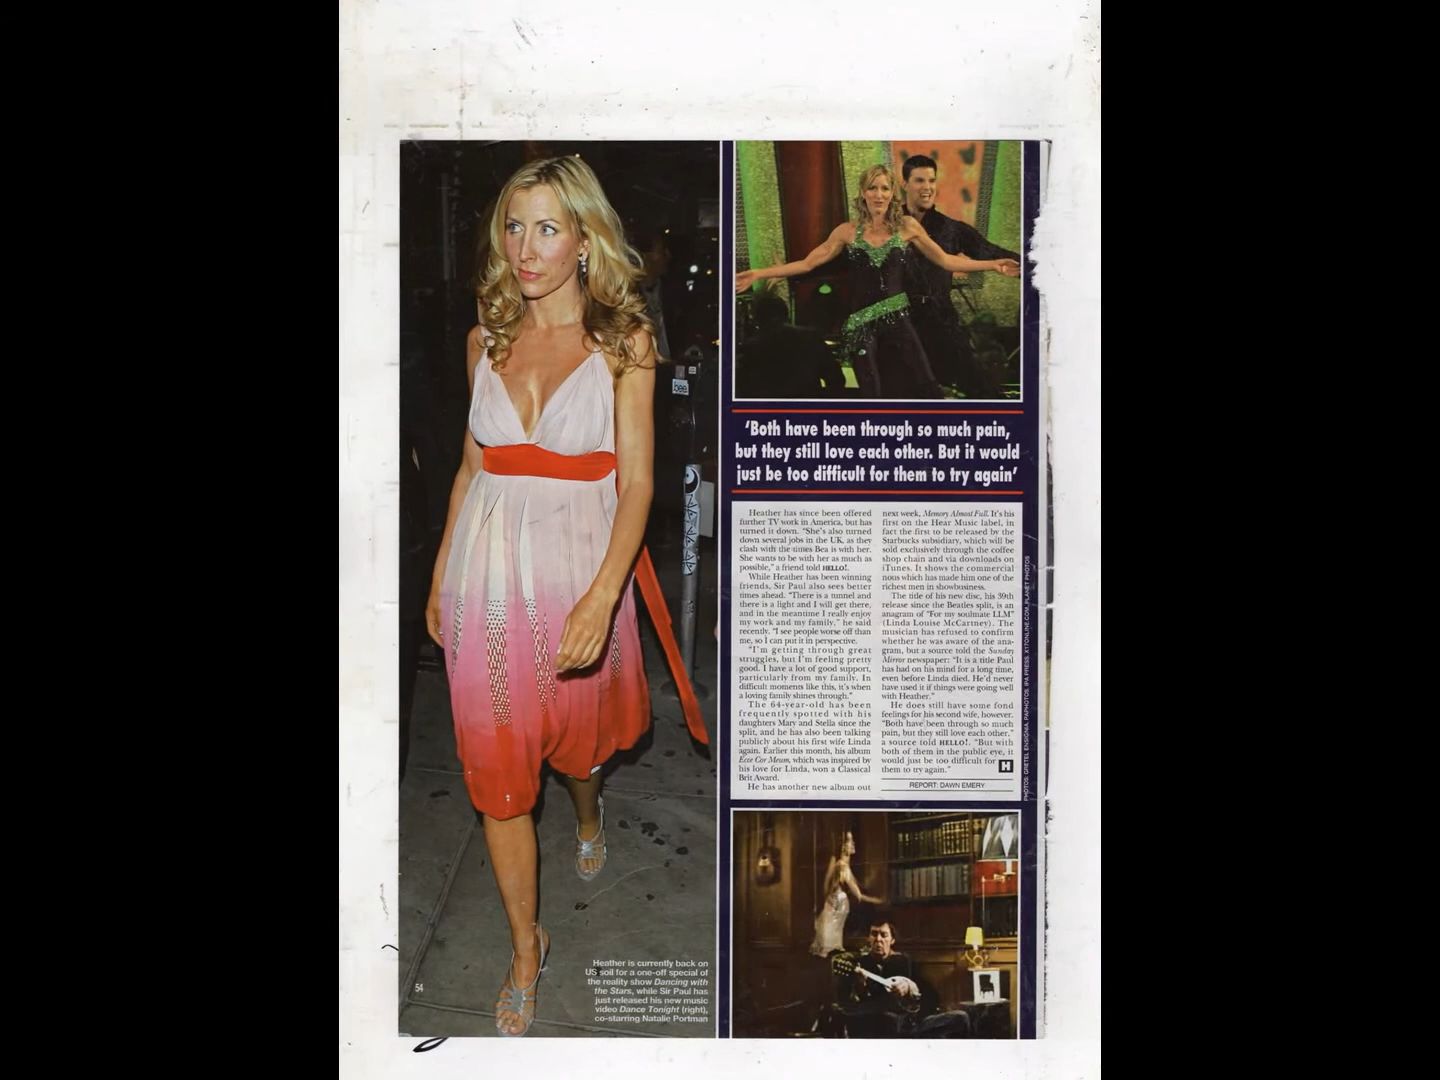 bee
Heather is currently back on
US soil for a one-off special of
the reality show Dancing with
the Stars, while Sir Paul has
just released his new music
video Dance Tonight (right),
co-starring Natalie Portman
54
‘Both have been through so much pain,
but they still love each other. But it would
just be too difficult for them to try again’
Heather has since been offered
further TV work in America, but has
turned it down. “She’s also turned
down several jobs in the UK, as they
clash with the times Bea is with her.
She wants to be with her as much as
possible,” a friend told HELLO!.
While Heather has been winning
friends, Sir Paul also sees better
times ahead. “There is a tunnel and
there is a light and I will get there,
and in the meantime I really enjoy
my work and my family,” he said
recently. “I see people worse off than
me, so I can put it in perspective.
“I’m getting through great
struggles, but I’m feeling pretty
good. I have a lot of good support,
particularly from my family. In
difficult moments like this, it’s when
a loving family shines through.”
The 64-year-old has been
frequently spotted with his
daughters Mary and Stella since the
split, and he has also been talking
publicly about his first wife Linda
again. Earlier this month, his album
Ecce Cor Meum, which was inspired by
his love for Linda, won a Classical
Brit Award.
He has another new album out
next week, Memory Almost Full. It’s his
first on the Hear Music label, in
fact the first to be released by the
Starbucks subsidiary, which will be
sold exclusively through the coffee
shop chain and via downloads on
iTunes. It shows the commercial
nous which has made him one of the
richest men in showbusiness.
The title of his new disc, his 39th
release since the Beatles split, is an
anagram of “For my soulmate LLM”
(Linda Louise McCartney). The
musician has refused to confirm
whether he was aware of the ana-
gram, but a source told the Sunday
Mirror newspaper: “It is a title Paul
has had on his mind for a long time,
even before Linda died. He’d never
have used it if things were going well
with Heather.”
He does still have some fond
feelings for his second wife, however.
“Both have been through so much
pain, but they still love each other,”
a source told HELLO!. “But with
both of them in the public eye, it
would just be too difficult for
them to try again.” H
REPORT: DAWN EMERY
PHOTOS: GRETEL ENSIGNIA, PAPHOTOS, IPA PRESS, X17ONLINE.COM, PLANET PHOTOS